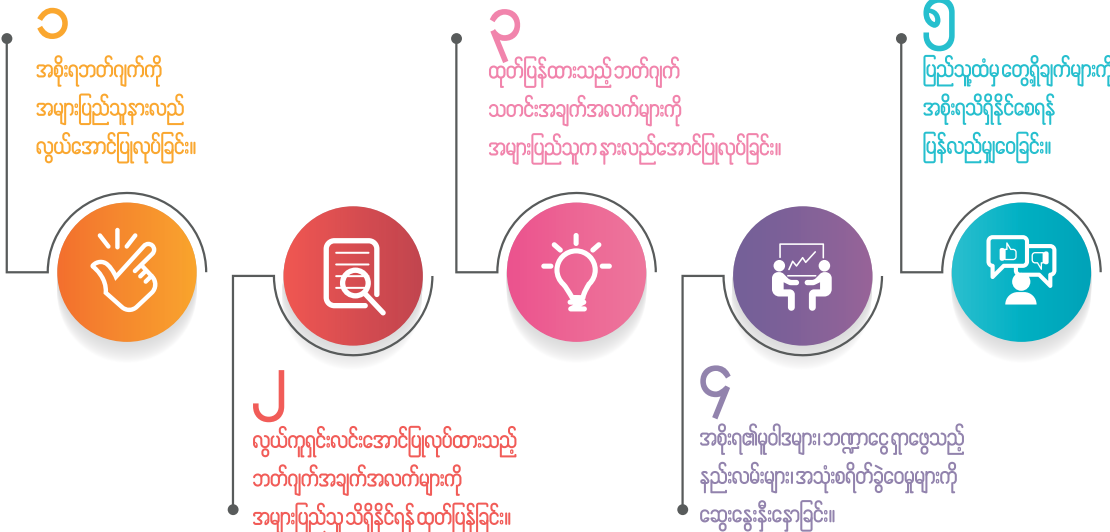 ၁
အစိုးရဘတ်ဂျက်ကို
အများပြည်သူနားလည်
လွယ်အောင်ပြုလုပ်ခြင်း။
၂
လွယ်ကူရှင်းလင်းအောင်ပြုလုပ်ထားသည့်
ဘတ်ဂျက်အချက်အလက်များကို
အများပြည်သူ သိရှိနိုင်ရန် ထုတ်ပြန်ခြင်း။
၃
ထုတ်ပြန်ထားသည့် ဘတ်ဂျက်
သတင်းအချက်အလက်များကို
အများပြည်သူက နားလည်အောင်ပြုလုပ်ခြင်း။
၄
အစိုးရ၏မူဝါဒများ၊ ဘဏ္ဍာငွေ ရှာဖွေသည့်
နည်းလမ်းများ၊ အသုံးစရိတ်ခွဲဝေမှုများကို
ဆွေးနွေးနှီးနှောခြင်း။
၅
ပြည်သူ့ထံမှ တွေ့ရှိချက်များကို
အစိုးရသိရှိနိုင်စေရန်
ပြန်လည်မျှဝေခြင်း။